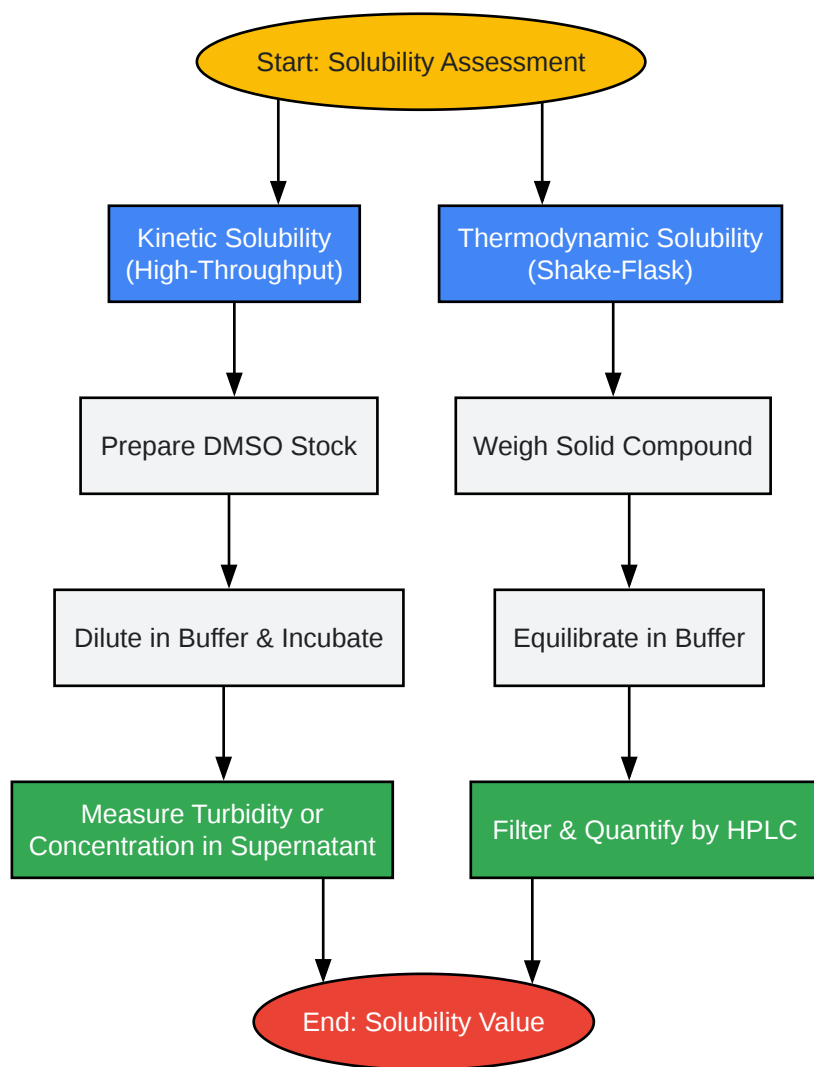 Start: Solubility Assessment
Kinetic Solubility
(High-Throughput)
Thermodynamic Solubility
(Shake-Flask)
Prepare DMSO Stock
Weigh Solid Compound
Dilute in Buffer & Incubate
Equilibrate in Buffer
Measure Turbidity or
Concentration in Supernatant
Filter & Quantify by HPLC
End: Solubility Value